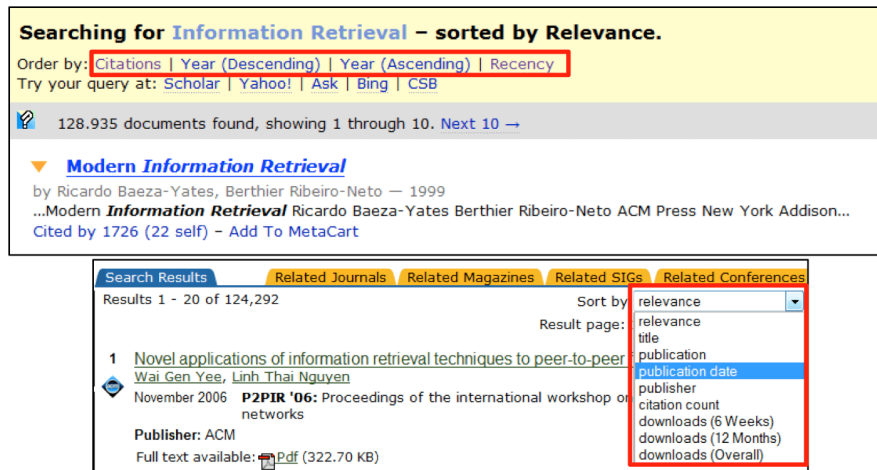 Searching for Information Retrieval – sorted by Relevance.
Order by: Citations | Year (Descending) | Year (Ascending) | Recency
Try your query at: Scholar | Yahoo! | Ask | Bing | CSB
128.935 documents found, showing 1 through 10. Next 10 →
Modern Information Retrieval
by Ricardo Baeza-Yates, Berthier Ribeiro-Neto — 1999
...Modern Information Retrieval Ricardo Baeza-Yates Berthier Ribeiro-Neto ACM Press New York Addison...
Cited by 1726 (22 self) – Add To MetaCart
Search Results Related Journals Related Magazines Related SIGs Related Conferences
Results 1 - 20 of 124,292
Sort by relevance
Result page:
relevance
title
publication
publication date
publisher
citation count
downloads (6 Weeks)
downloads (12 Months)
downloads (Overall)
1 Novel applications of information retrieval techniques to peer-to-peer
Wai Gen Yee, Linh Thai Nguyen
November 2006 P2PIR '06: Proceedings of the international workshop on
networks
Publisher: ACM
Full text available: Pdf (322.70 KB)